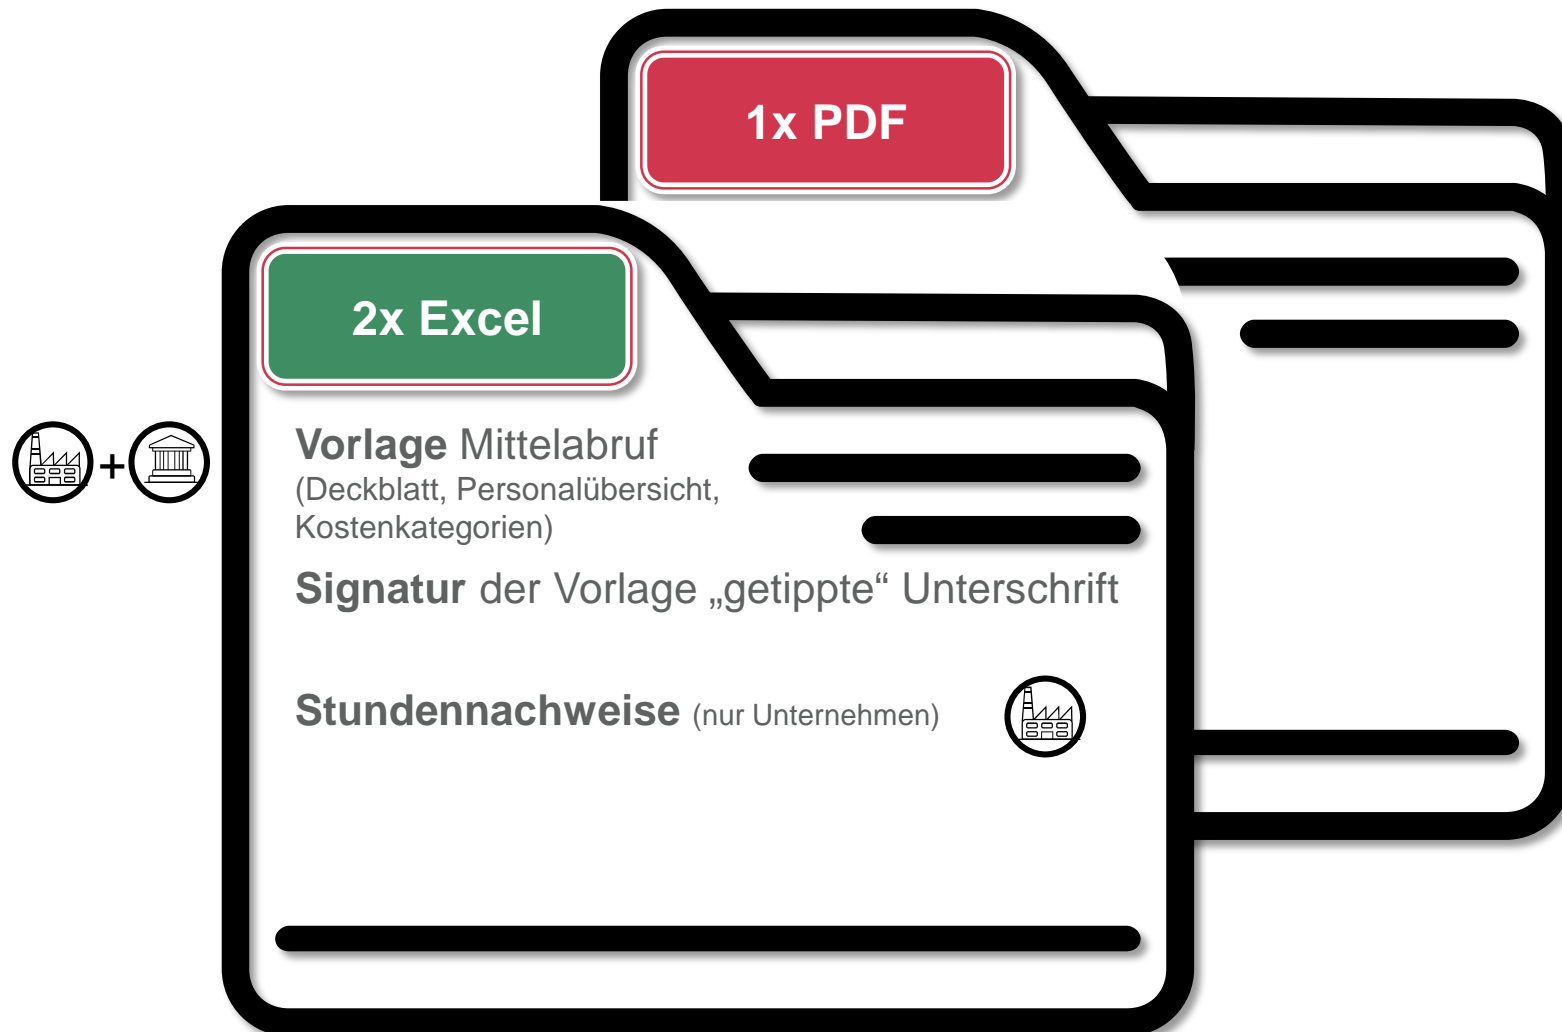 1x PDF
2x Excel
Vorlage Mittelabruf
(Deckblatt, Personalübersicht,
Kostenkategorien)
+
Signatur der Vorlage „getippte“ Unterschrift
Stundennachweise (nur Unternehmen)